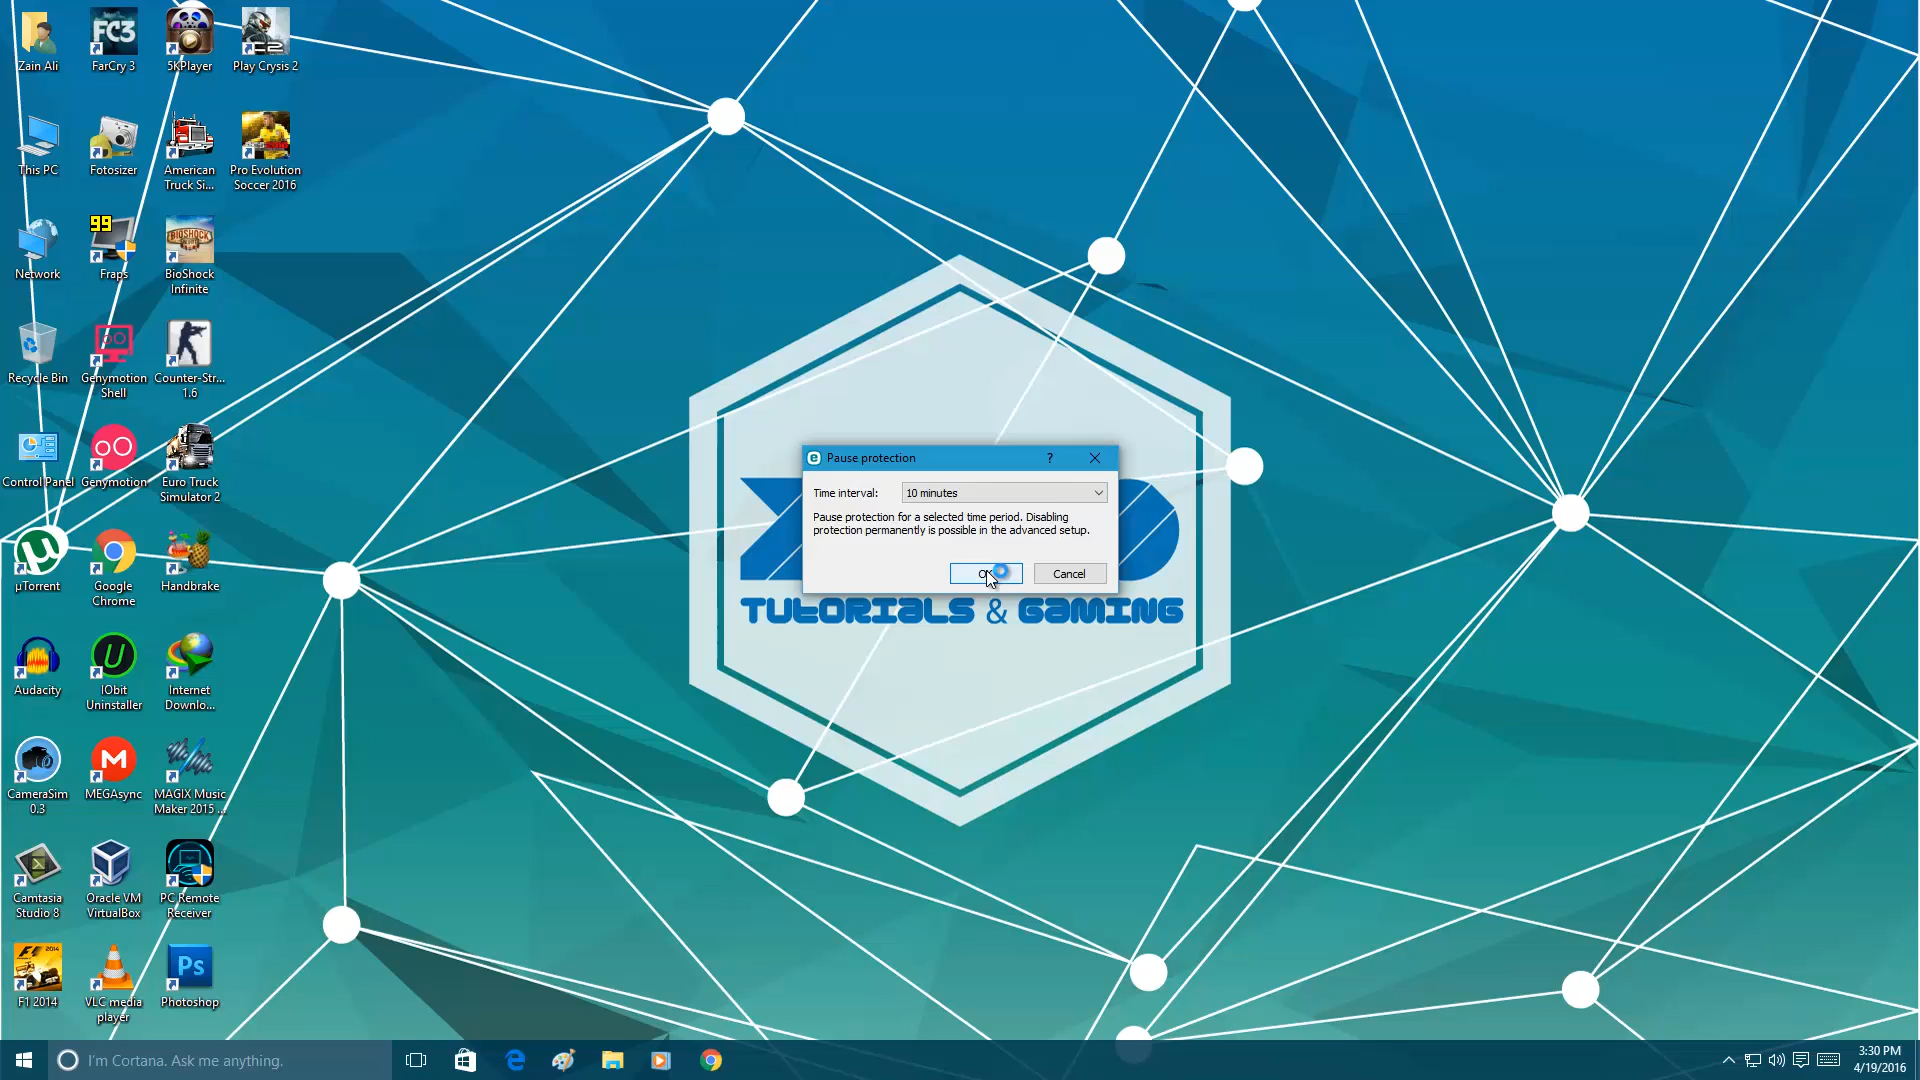 Zain Ali
FarCry 3
5KPlayer
Play Crysis 2
This PC
Fotosizer
American
Truck Si...
Pro Evolution
Soccer 2016
Network
99
Fraps
BioShock
Infinite
Recycle Bin
Genymotion
Shell
Counter-Str...
1.6
Control Panel
Genymotion
Euro Truck
Simulator 2
µTorrent
Google
Chrome
Handbrake
Audacity
IObit
Uninstaller
Internet
Downlo...
CameraSim
0.3
MEGAsync
MAGIX Music
Maker 2015 ...
Camtasia
Studio 8
Oracle VM
VirtualBox
PC Remote
Receiver
F1 2014
VLC media
player
Photoshop
FC3
C2
BIOSHOCK
M
Ps
Pause protection
Time interval:
10 minutes
Pause protection for a selected time period. Disabling
protection permanently is possible in the advanced setup.
Cancel
TUTORIALS & GAMING
I'm Cortana. Ask me anything.
3:30 PM
4/19/2016